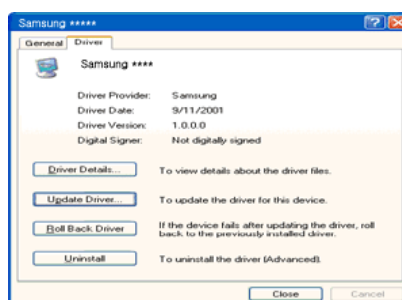 Samsung *****
General Driver
Samsung ****
Driver Provider: Samsung
Driver Date: 9/11/2001
Driver Version: 1.0.0.0
Digital Signer: Not digitally signed
Driver Details... To view details about the driver files.
Update Driver... To update the driver for this device.
Roll Back Driver If the device fails after updating the driver, roll
back to the previously installed driver.
Uninstall To uninstall the driver (Advanced).
Close Cancel